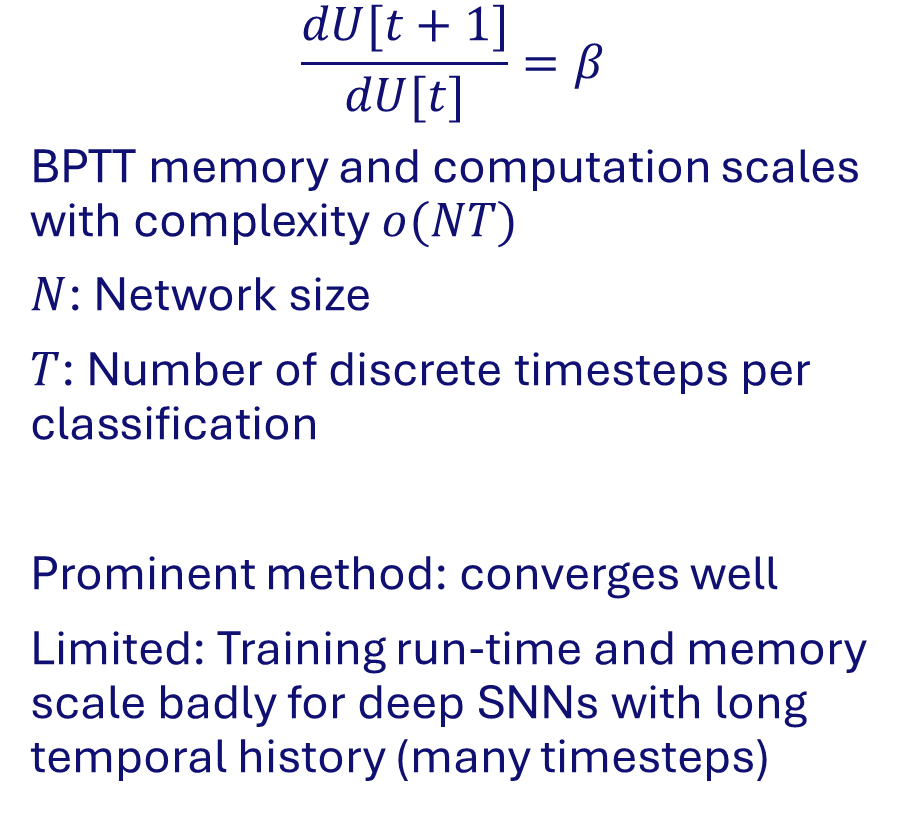 dU[t + 1]
dU[t]
= β
BPTT memory and computation scales
with complexity o(NT)
N: Network size
T: Number of discrete timesteps per
classification
Prominent method: converges well
Limited: Training run-time and memory
scale badly for deep SNNs with long
temporal history (many timesteps)